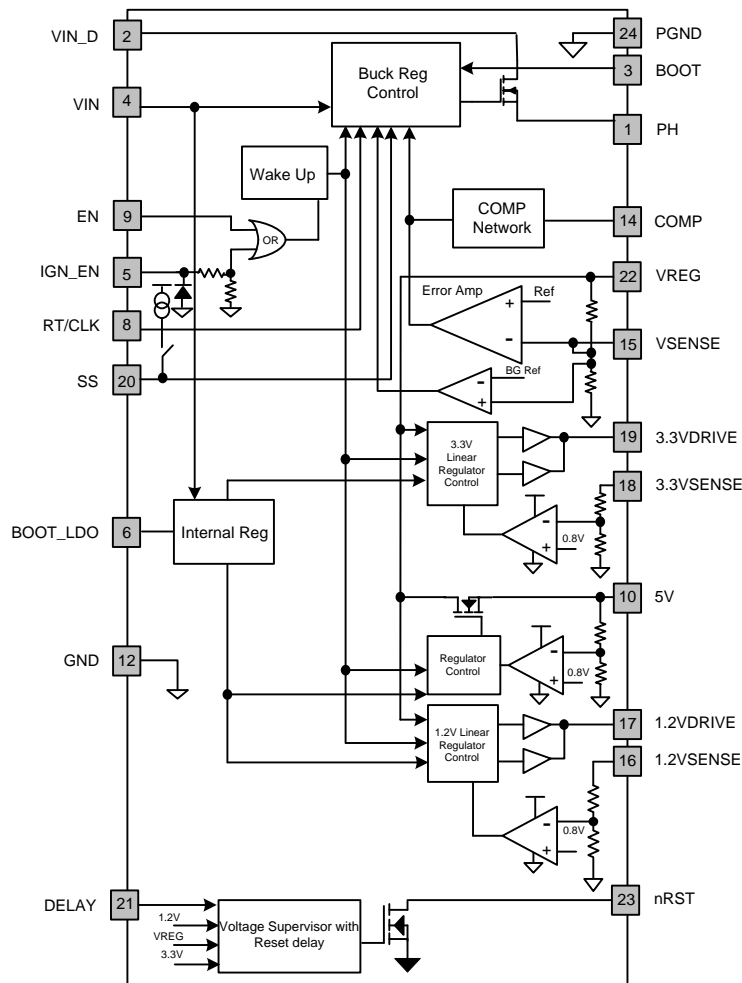 VIN_D 2
24 PGND
Buck Reg
Control
3 BOOT
VIN 4
1 PH
Wake Up
EN 9
OR
COMP
Network
14 COMP
IGN_EN 5
22 VREG
Error Amp
+
Ref
-
RT/CLK 8
15 VSENSE
SS 20
-
BG Ref
+
3.3V
Linear
Regulator
Control
19 3.3VDRIVE
18 3.3VSENSE
BOOT_LDO 6
Internal Reg
-
+
0.8V
10 5V
GND 12
Regulator
Control
-
+
0.8V
1.2V Linear
Regulator
Control
17 1.2VDRIVE
16 1.2VSENSE
-
+
0.8V
DELAY 21
1.2V
VREG
3.3V
Voltage Supervisor with
Reset delay
23 nRST